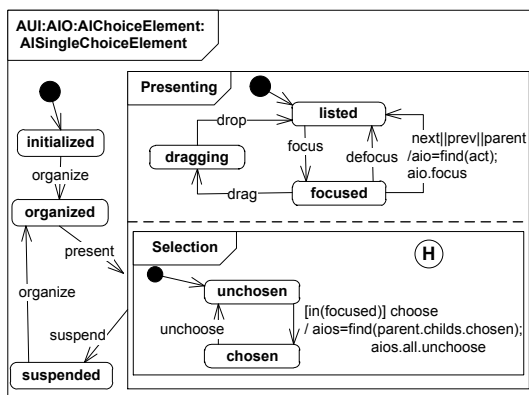 AUI:AIO:AIChoiceElement:
AISingleChoiceElement
Presenting
initialized
organize
organized
present
organize
suspend
suspended
listed
drop
dragging
focus
defocus
next||prev||parent
/aio=find(act);
aio.focus
drag
focused
Selection
H
unchosen
unchoose
[in(focused)] choose
/ aios=find(parent.childs.chosen);
aios.all.unchoose
chosen